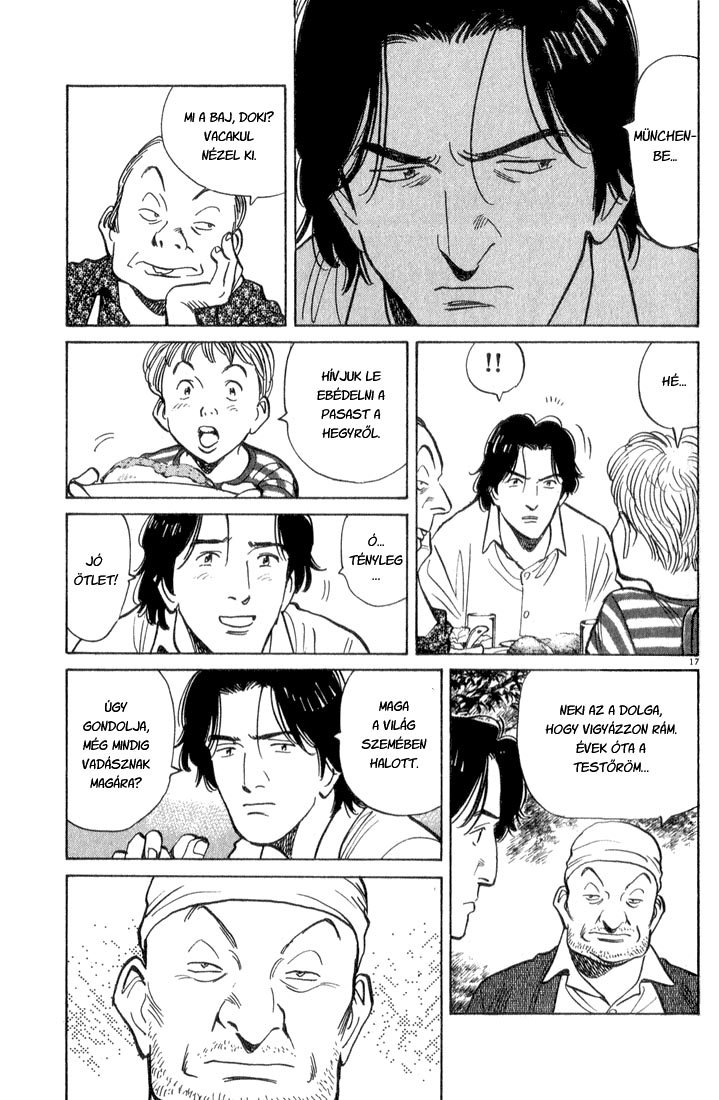 MÜNCHEN-
BE...
MI A BAJ, DOKI?
VACAKUL
NÉZEL KI.
HÉ...
!!
HÍVJUK LE
EBÉDELNI A
PASAST A
HEGYRŐL.
Ó...
TÉNYLEG
...
JÓ
ÖTLET!
17
NEKI AZ A DOLGA,
HOGY VIGYÁZZON RÁM.
ÉVEK ÓTA A
TESTŐRÖM...
MAGA
A VILÁG
SZEMÉBEN
HALOTT.
ÚGY
GONDOLJA,
MÉG MINDIG
VADÁSZNAK
MAGÁRA?